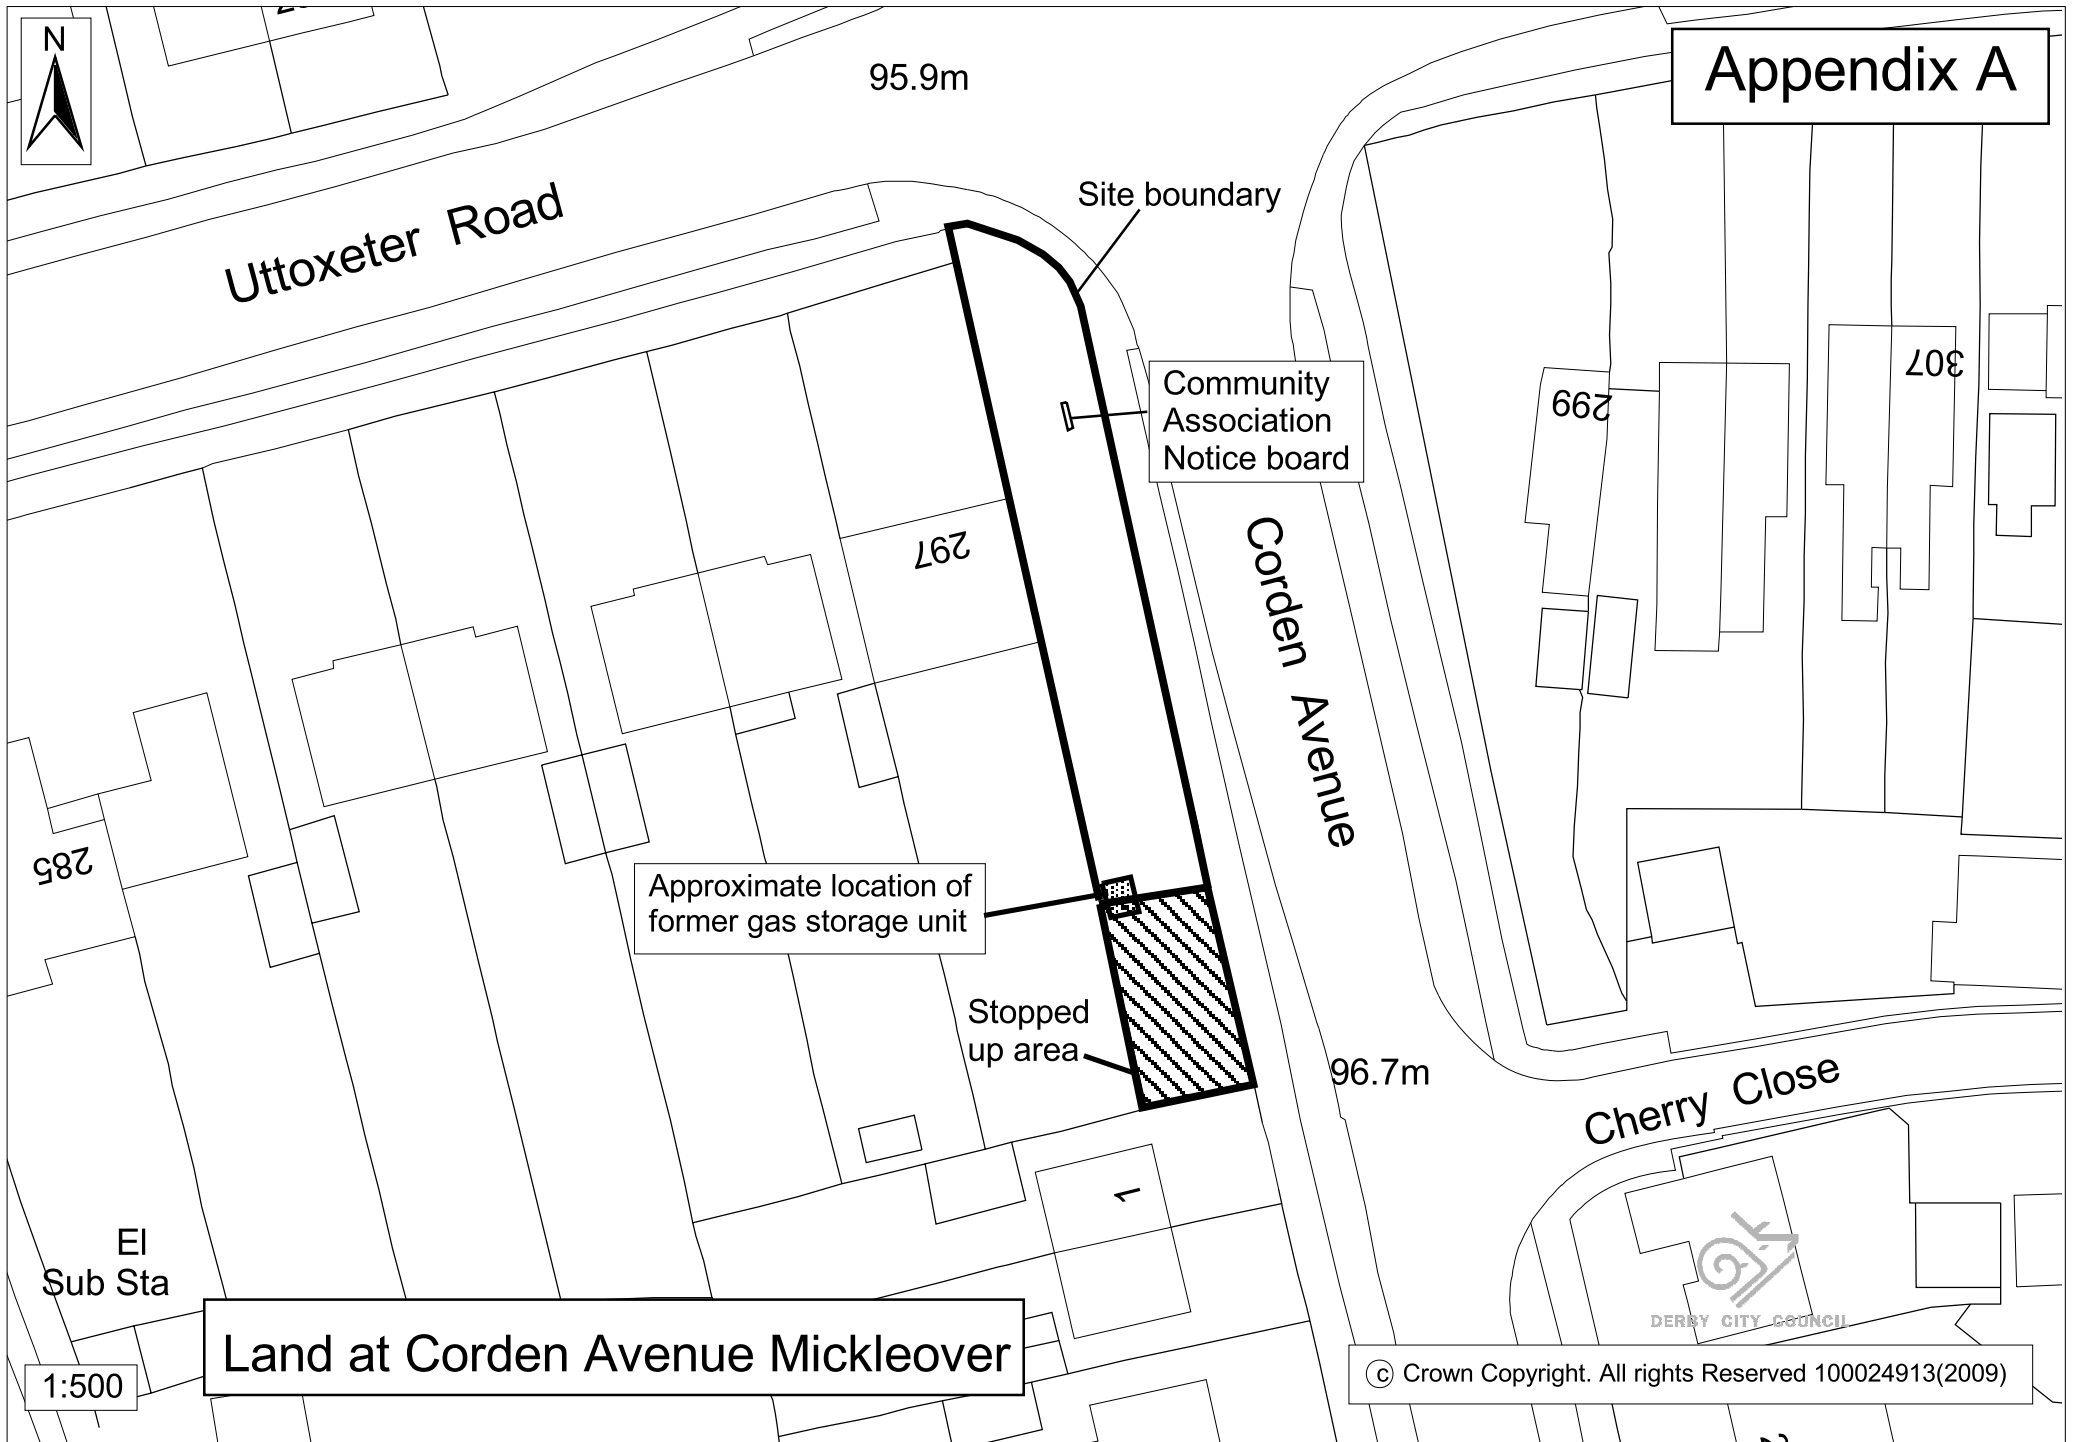 N
95.9m
Appendix A
Uttoxeter Road
Site boundary
Community
Association
Notice board
307
299
297
Corden Avenue
285
Approximate location of
former gas storage unit
Stopped
up area
96.7m
Cherry Close
1
El
Sub Sta
DERBY CITY COUNCIL
Land at Corden Avenue Mickleover
1:500
© Crown Copyright. All rights Reserved 100024913(2009)